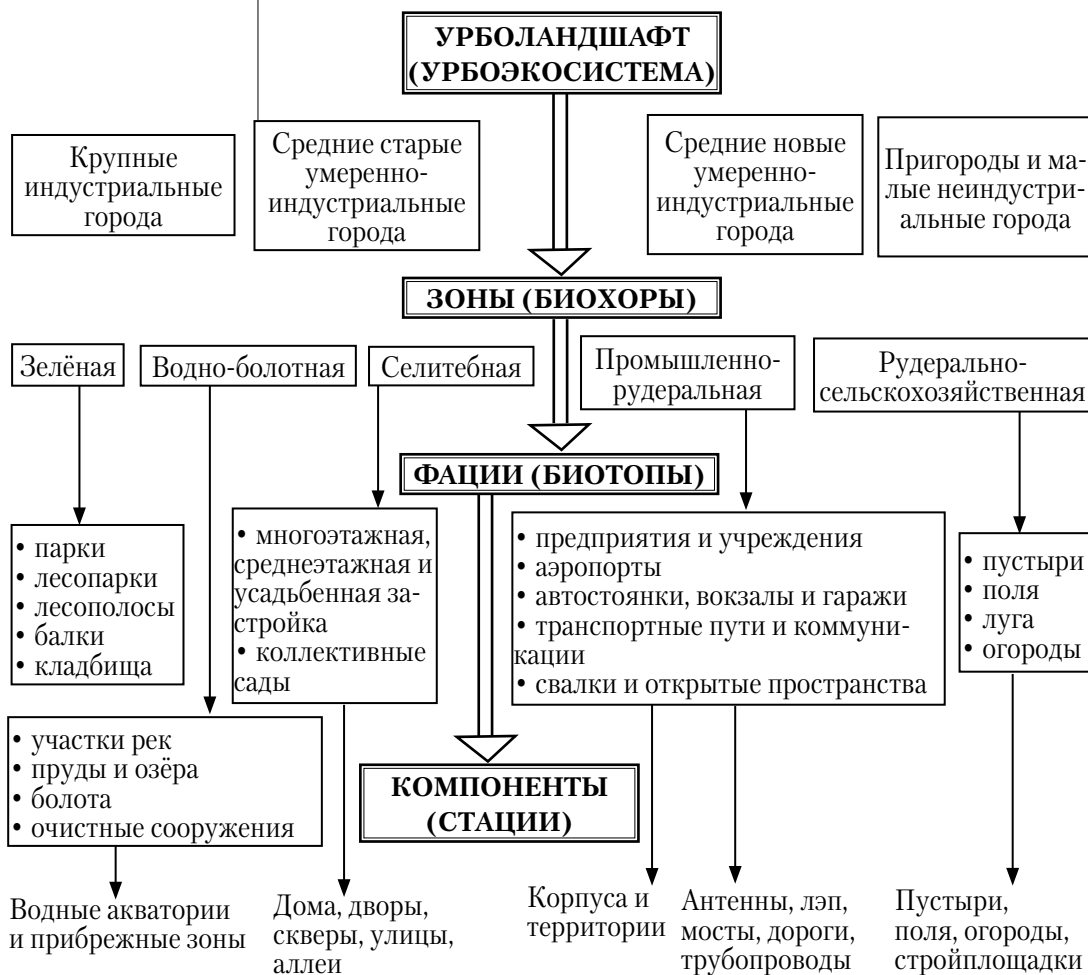 УРБОЛАНДШАФТ
(УРБОЭКОСИСТЕМА)
Крупные
индустриальные
города
Средние старые
умеренно-
индустриальные
города
Средние новые
умеренно-
индустриальные
города
Пригороды и ма-
лые неиндустри-
альные города
ЗОНЫ (БИОХОРЫ)
Зелёная
Водно-болотная
Селитебная
Промышленно-
рудеральная
Рудерально-
сельскохозяйственная
ФАЦИИ (БИОТОПЫ)
• парки
• лесопарки
• лесополосы
• балки
• кладбища
• многоэтажная,
среднеэтажная и
усадьбенная за-
стройка
• коллективные
сады
• предприятия и учреждения
• аэропорты
• автостоянки, вокзалы и гаражи
• транспортные пути и коммуни-
кации
• свалки и открытые пространства
• пустыри
• поля
• луга
• огороды
• участки рек
• пруды и озёра
• болота
• очистные сооружения
КОМПОНЕНТЫ
(СТАЦИИ)
Водные акватории
и прибрежные зоны
Дома, дворы,
скверы, улицы,
аллеи
Корпуса и
территории
Антенны, лэп,
мосты, дороги,
трубопроводы
Пустыри,
поля, огороды,
стройплощадки